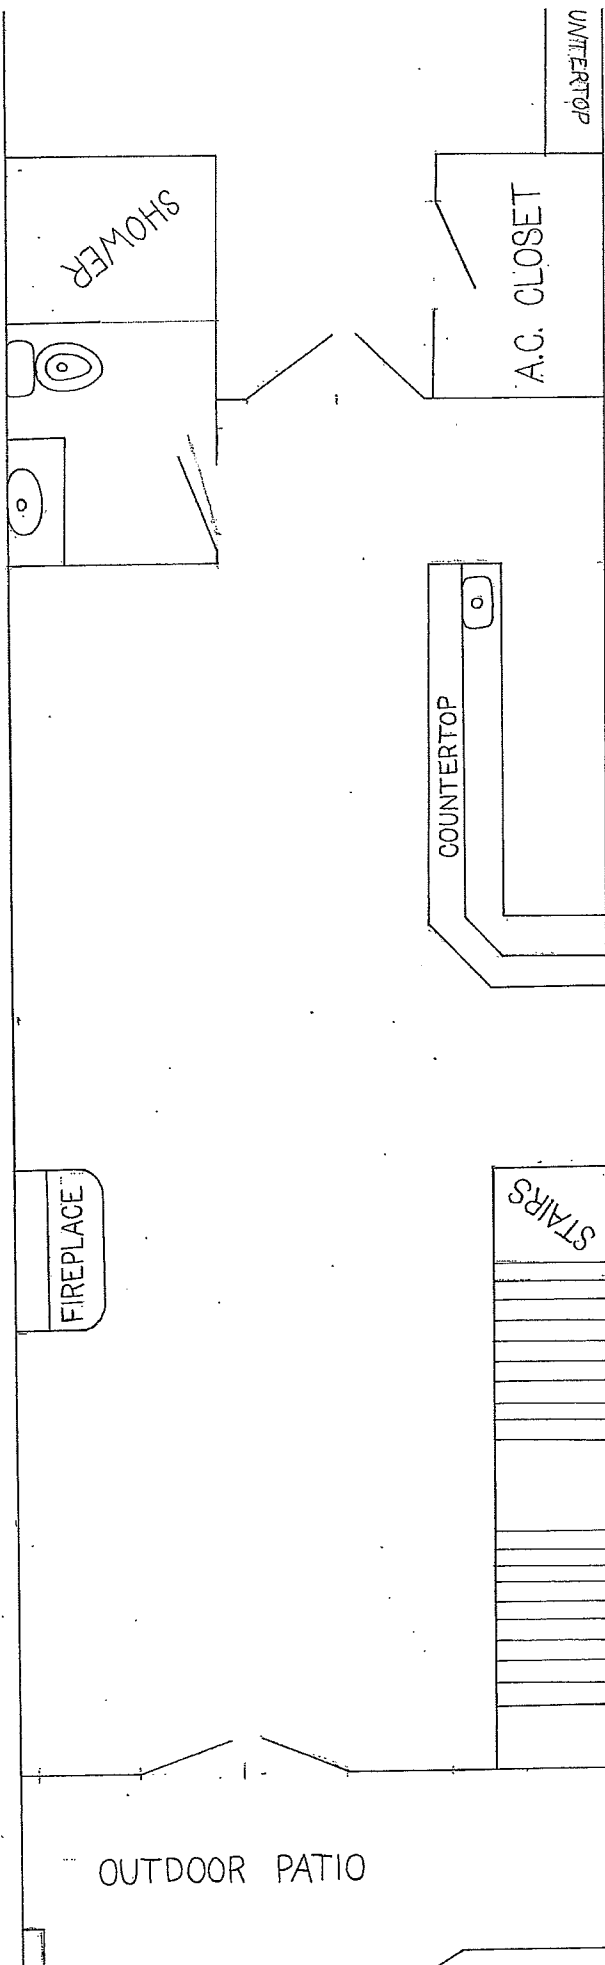 UNTERTOP
SHOWER
A.C. CLOSET
COUNTERTOP
FIREPLACE
STAIRS
OUTDOOR PATIO